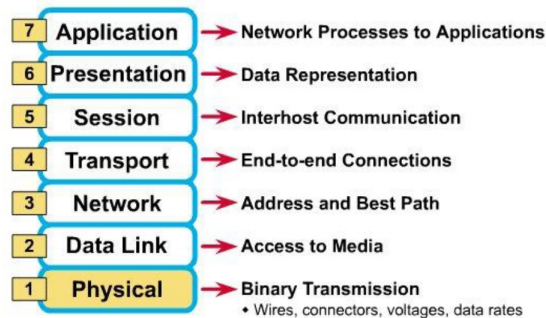 7 Application Network Processes to Applications
6 Presentation Data Representation
5 Session Interhost Communication
4 Transport End-to-end Connections
3 Network Address and Best Path
2 Data Link Access to Media
1 Physical Binary Transmission
• Wires, connectors, voltages, data rates